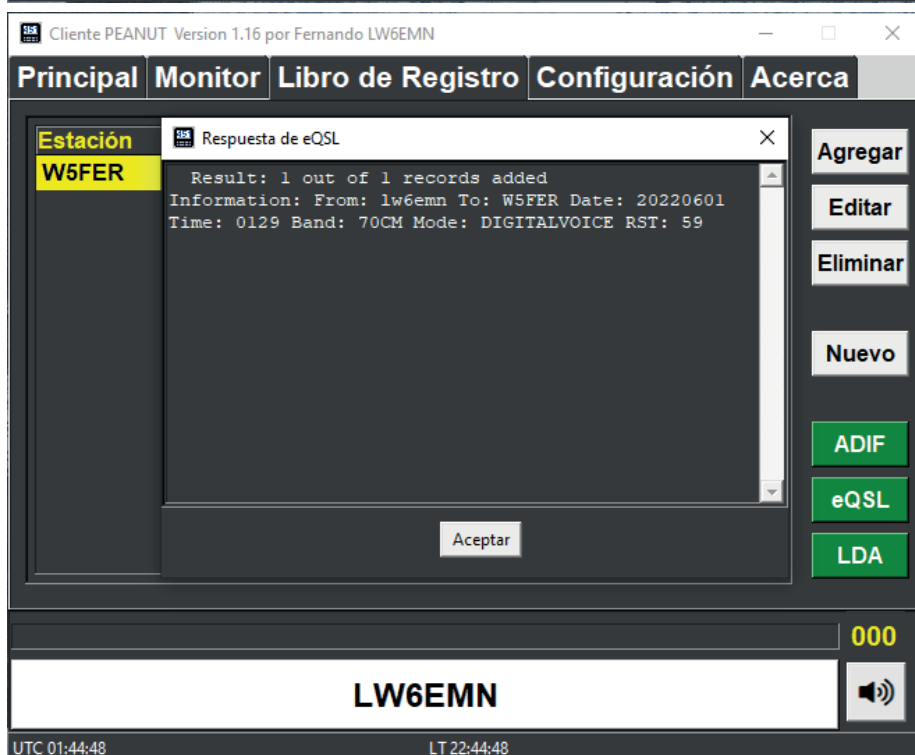 Cliente PEANUT Version 1.16 por Fernando LW6EMN
Principal Monitor Libro de Registro Configuración Acerca
Estación
W5FER
Respuesta de eQSL
Result: 1 out of 1 records added
Information: From: lw6emn To: W5FER Date: 20220601
Time: 0129 Band: 70CM Mode: DIGITALVOICE RST: 59
Aceptar
Agregar
Editar
Eliminar
Nuevo
ADIF
eQSL
LDA
000
LW6EMN
UTC 01:44:48 LT 22:44:48